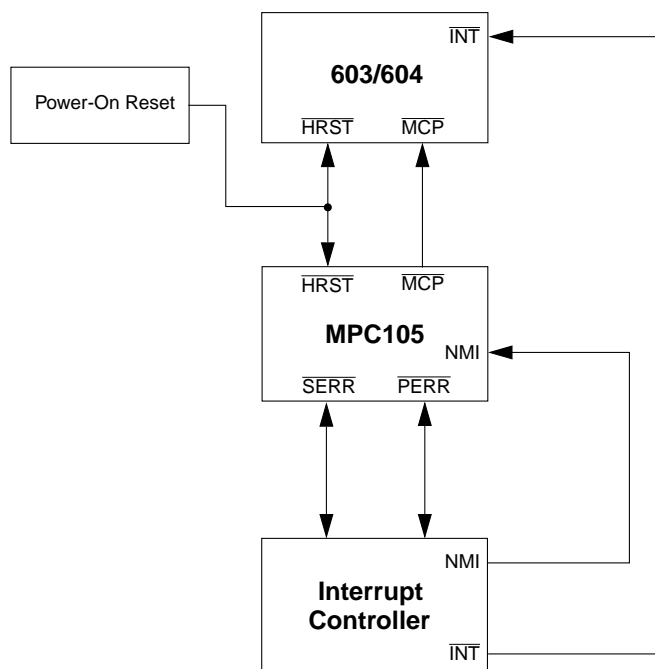 INT
603/604
Power-On Reset
HRST MCP
HRST MCP
MPC105
NMI
SERR PERR
NMI
Interrupt
Controller
INT